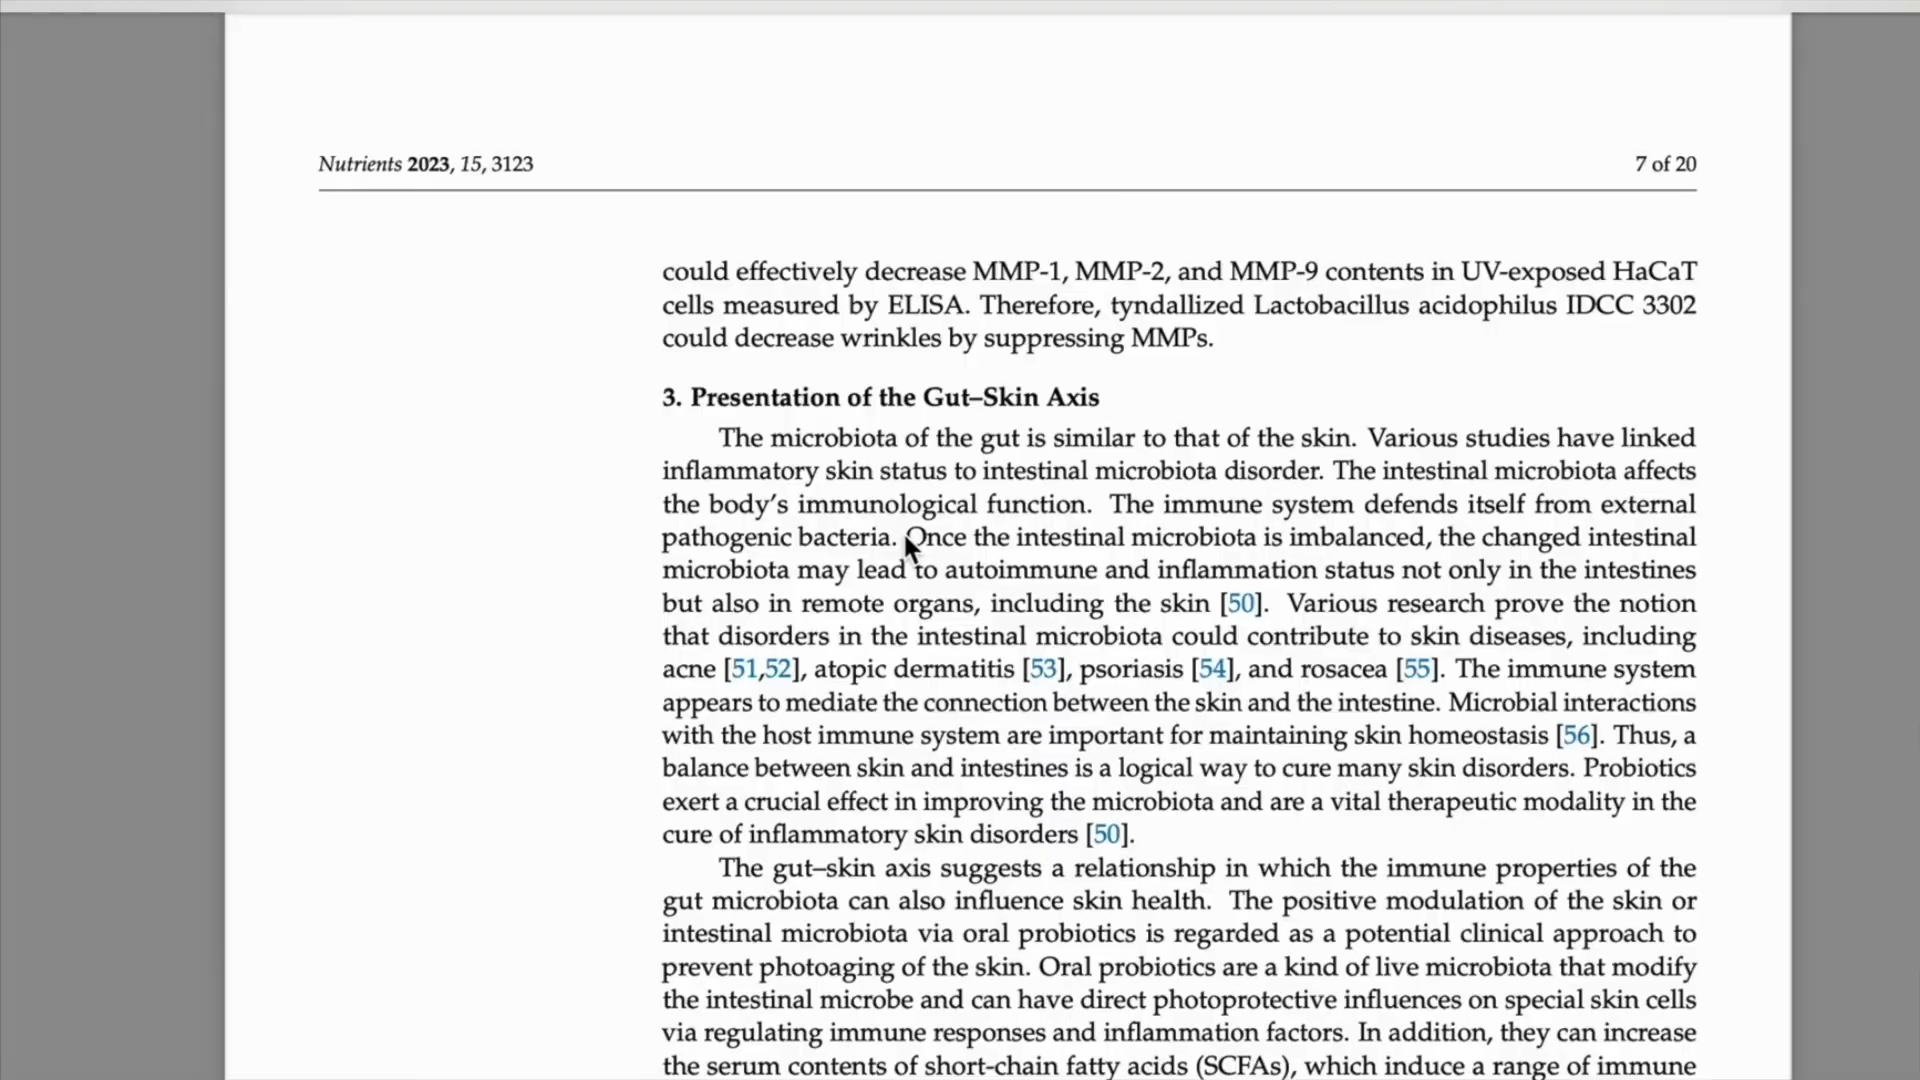 Nutrients 2023, 15, 3123
7 of 20
could effectively decrease MMP-1, MMP-2, and MMP-9 contents in UV-exposed HaCaT
cells measured by ELISA. Therefore, tyndallized Lactobacillus acidophilus IDCC 3302
could decrease wrinkles by suppressing MMPs.
3. Presentation of the Gut–Skin Axis
The microbiota of the gut is similar to that of the skin. Various studies have linked
inflammatory skin status to intestinal microbiota disorder. The intestinal microbiota affects
the body's immunological function. The immune system defends itself from external
pathogenic bacteria. Once the intestinal microbiota is imbalanced, the changed intestinal
microbiota may lead to autoimmune and inflammation status not only in the intestines
but also in remote organs, including the skin [50]. Various research prove the notion
that disorders in the intestinal microbiota could contribute to skin diseases, including
acne [51,52], atopic dermatitis [53], psoriasis [54], and rosacea [55]. The immune system
appears to mediate the connection between the skin and the intestine. Microbial interactions
with the host immune system are important for maintaining skin homeostasis [56]. Thus, a
balance between skin and intestines is a logical way to cure many skin disorders. Probiotics
exert a crucial effect in improving the microbiota and are a vital therapeutic modality in the
cure of inflammatory skin disorders [50].
The gut–skin axis suggests a relationship in which the immune properties of the
gut microbiota can also influence skin health. The positive modulation of the skin or
intestinal microbiota via oral probiotics is regarded as a potential clinical approach to
prevent photoaging of the skin. Oral probiotics are a kind of live microbiota that modify
the intestinal microbe and can have direct photoprotective influences on special skin cells
via regulating immune responses and inflammation factors. In addition, they can increase
the serum contents of short-chain fatty acids (SCFAs), which induce a range of immune